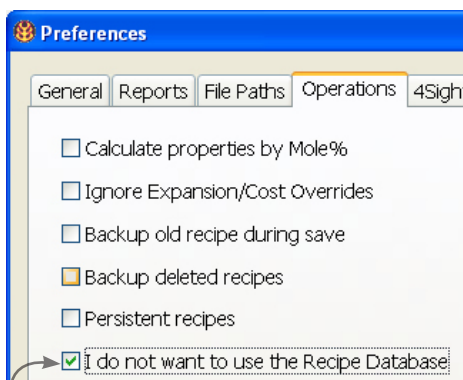 Preferences
General Reports File Paths Operations 4Sigh
Calculate properties by Mole%
Ignore Expansion/Cost Overrides
Backup old recipe during save
Backup deleted recipes
Persistent recipes
I do not want to use the Recipe Database